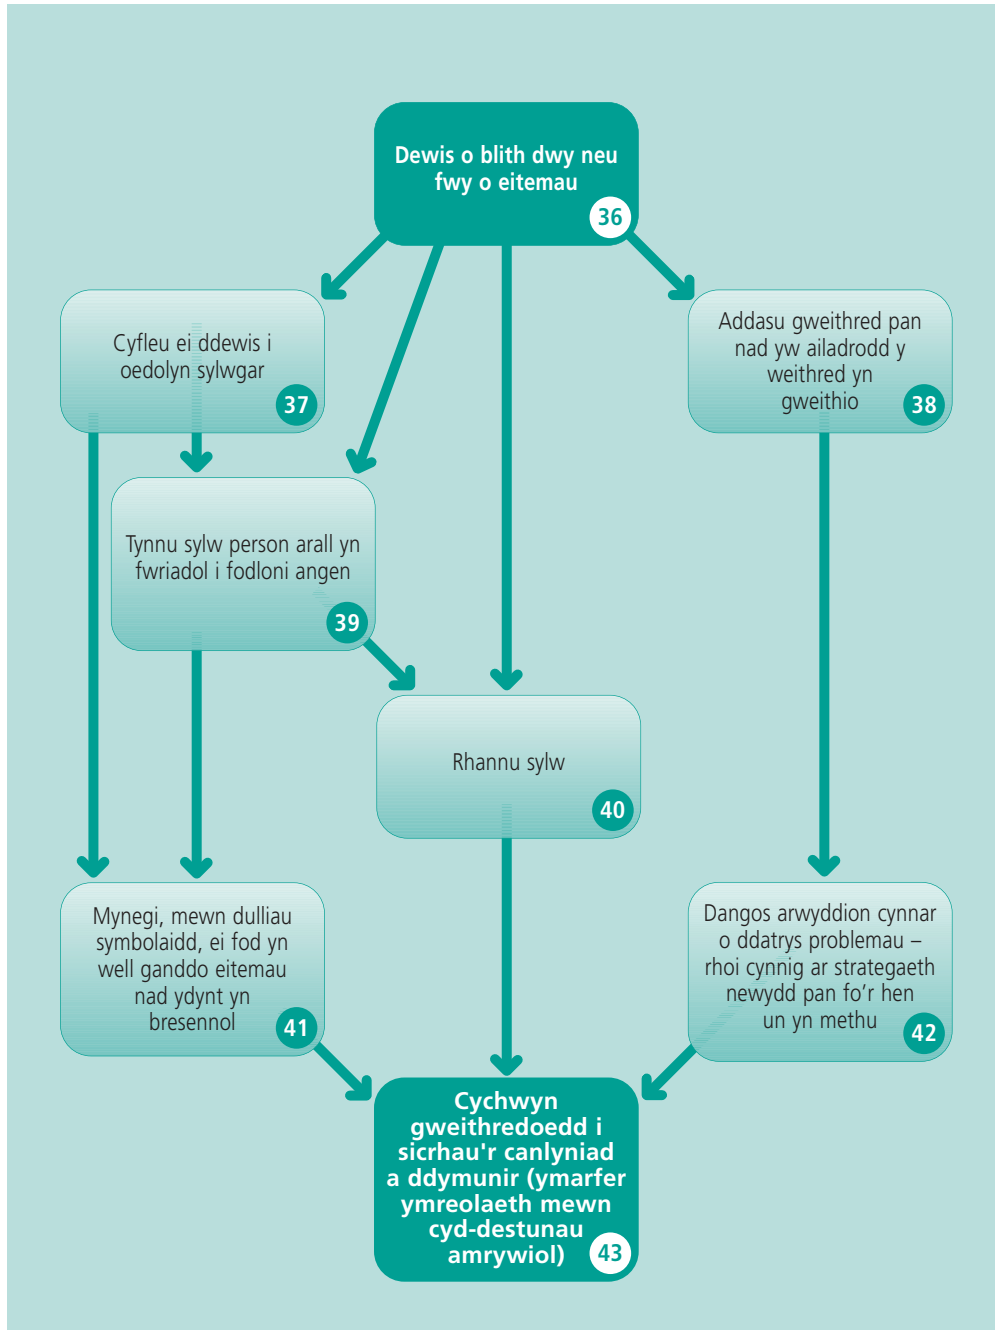 Dewis o blith dwy neu
fwy o eitemau
36
Cyfleu ei ddewis i
oedolyn sylwgar
37
Addasu gweithred pan
nad yw ailadrodd y
weithred yn
gweithio
38
Tynnu sylw person arall yn
fwriadol i fodloni angen
39
Rhannu sylw
40
Mynegi, mewn dulliau
symbolaidd, ei fod yn
well ganddo eitemau
nad ydynt yn
bresennol
41
Dangos arwyddion cynnar
o ddatrys problemau –
rhoi cynnig ar strategaeth
newydd pan fo’r hen
un yn methu
42
Cychwyn
gweithredoedd i
sicrhau'r canlyniad
a ddymunir (ymarfer
ymreolaeth mewn
cyd-destunau
amrywiol)
43